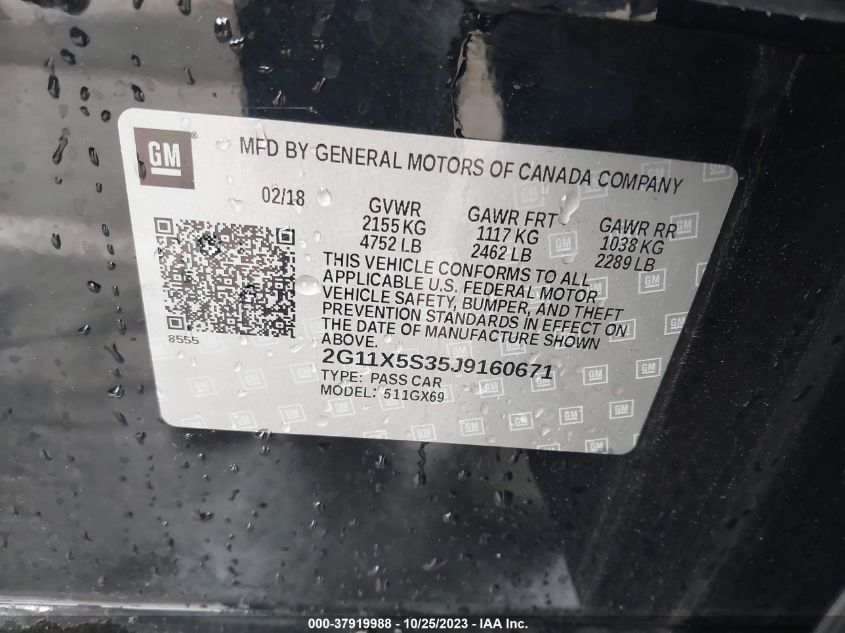 GM
MFD BY GENERAL MOTORS OF CANADA COMPANY
02/18
GVWR
2155 KG
4752 LB
GAWR FRT
1117 KG
2462 LB
GAWR RR
1038 KG
2289 LB
THIS VEHICLE CONFORMS TO ALL
APPLICABLE U.S. FEDERAL MOTOR
VEHICLE SAFETY, BUMPER, AND THEFT
PREVENTION STANDARDS IN EFFECT ON
THE DATE OF MANUFACTURE SHOWN
ABOVE.
8555
2G11X5S35J9160671
TYPE: PASS CAR
MODEL: 511GX69
000-37919988 - 10/25/2023 - IAA Inc.